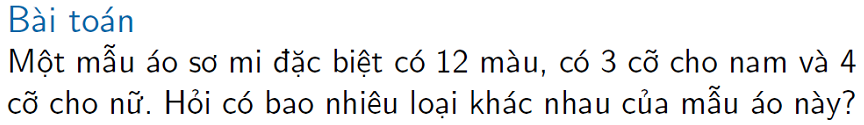 Bài toán
Một mẫu áo sơ mi đặc biệt có 12 màu, có 3 cỡ cho nam và 4
cỡ cho nữ. Hỏi có bao nhiêu loại khác nhau của mẫu áo này?